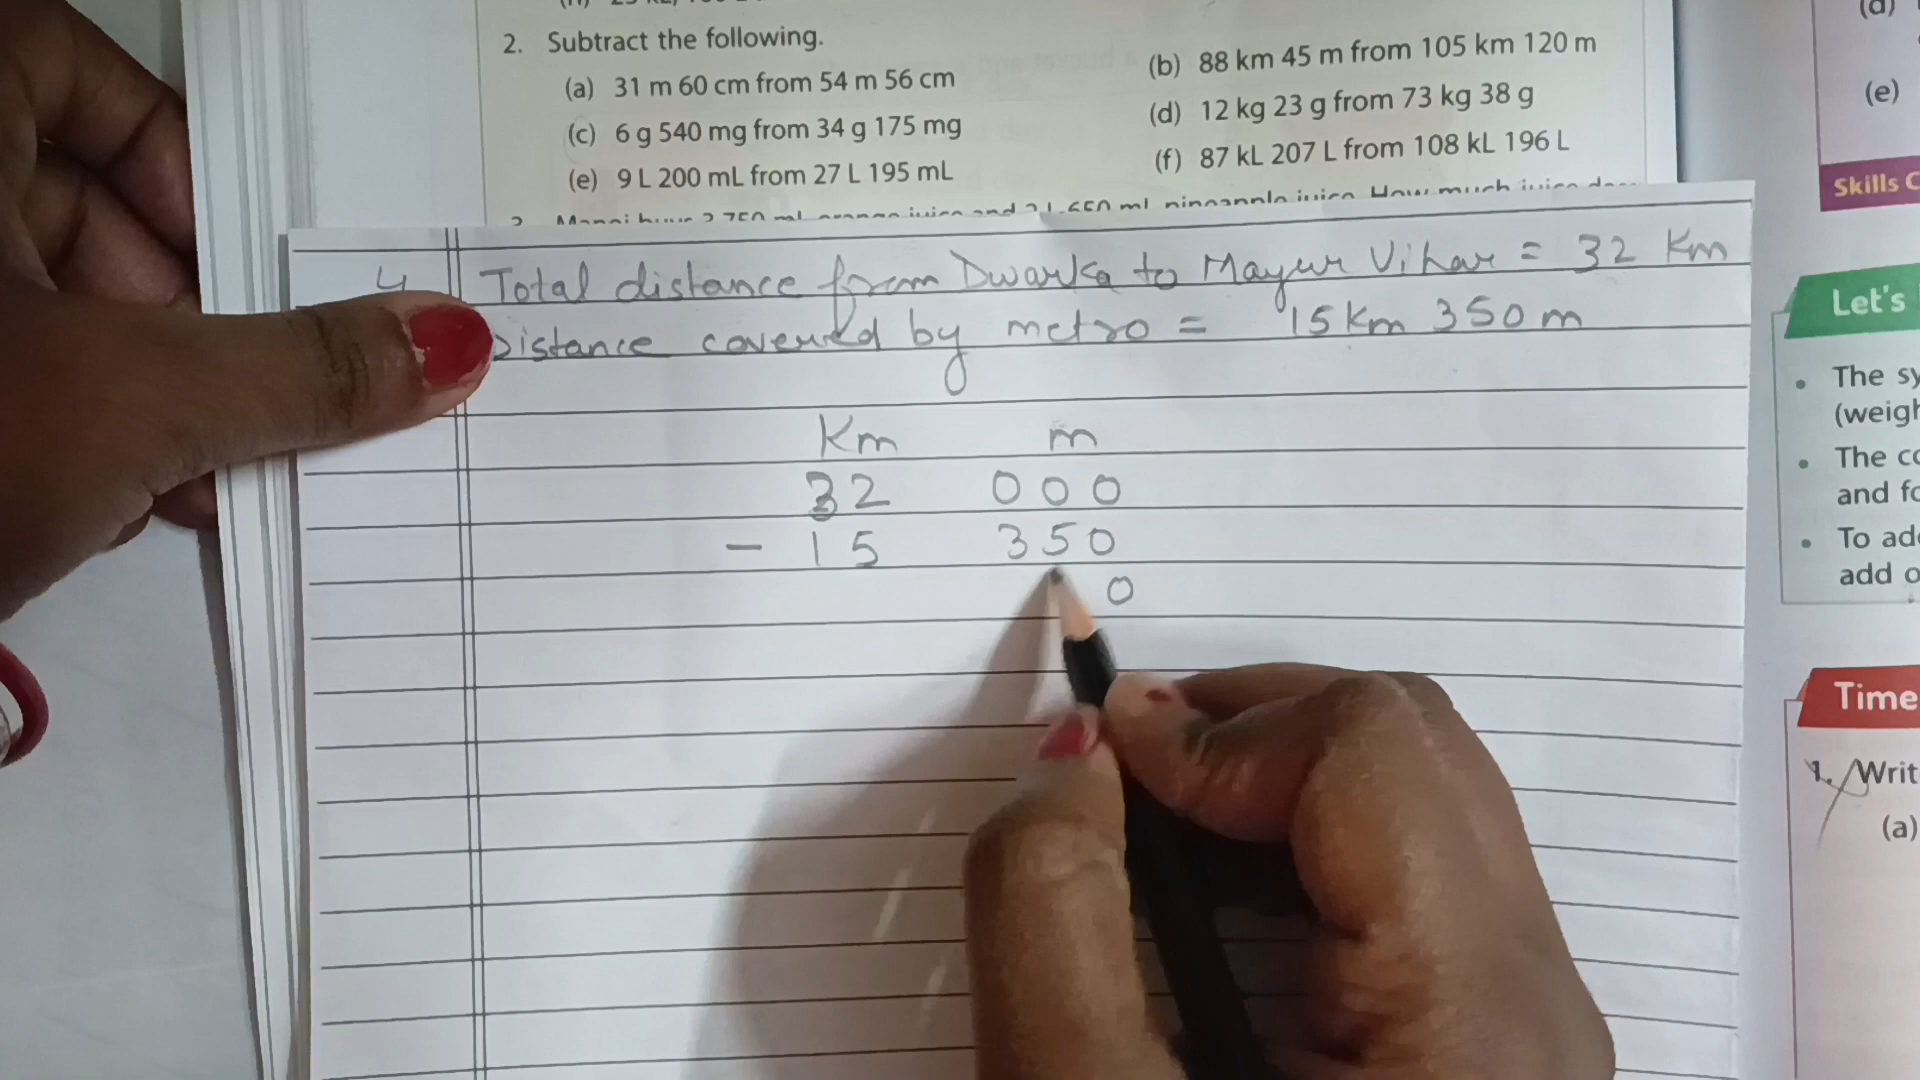 2. Subtract the following.
(a) 31 m 60 cm from 54 m 56 cm
(b) 88 km 45 m from 105 km 120 m
(c) 6 g 540 mg from 34 g 175 mg
(d) 12 kg 23 g from 73 kg 38 g
(e) 9 L 200 mL from 27 L 195 mL
(f) 87 kL 207 L from 108 kL 196 L
4 Total distance from Dwarka to Mayur Vihar = 32 Km
Distance covered by metro = 15 Km 350 m
Km m
32 000
- 15 350
0
(d)
(e)
Skills
Let's
• The
• The
and
• To
add
Time
1. Writ
(a)